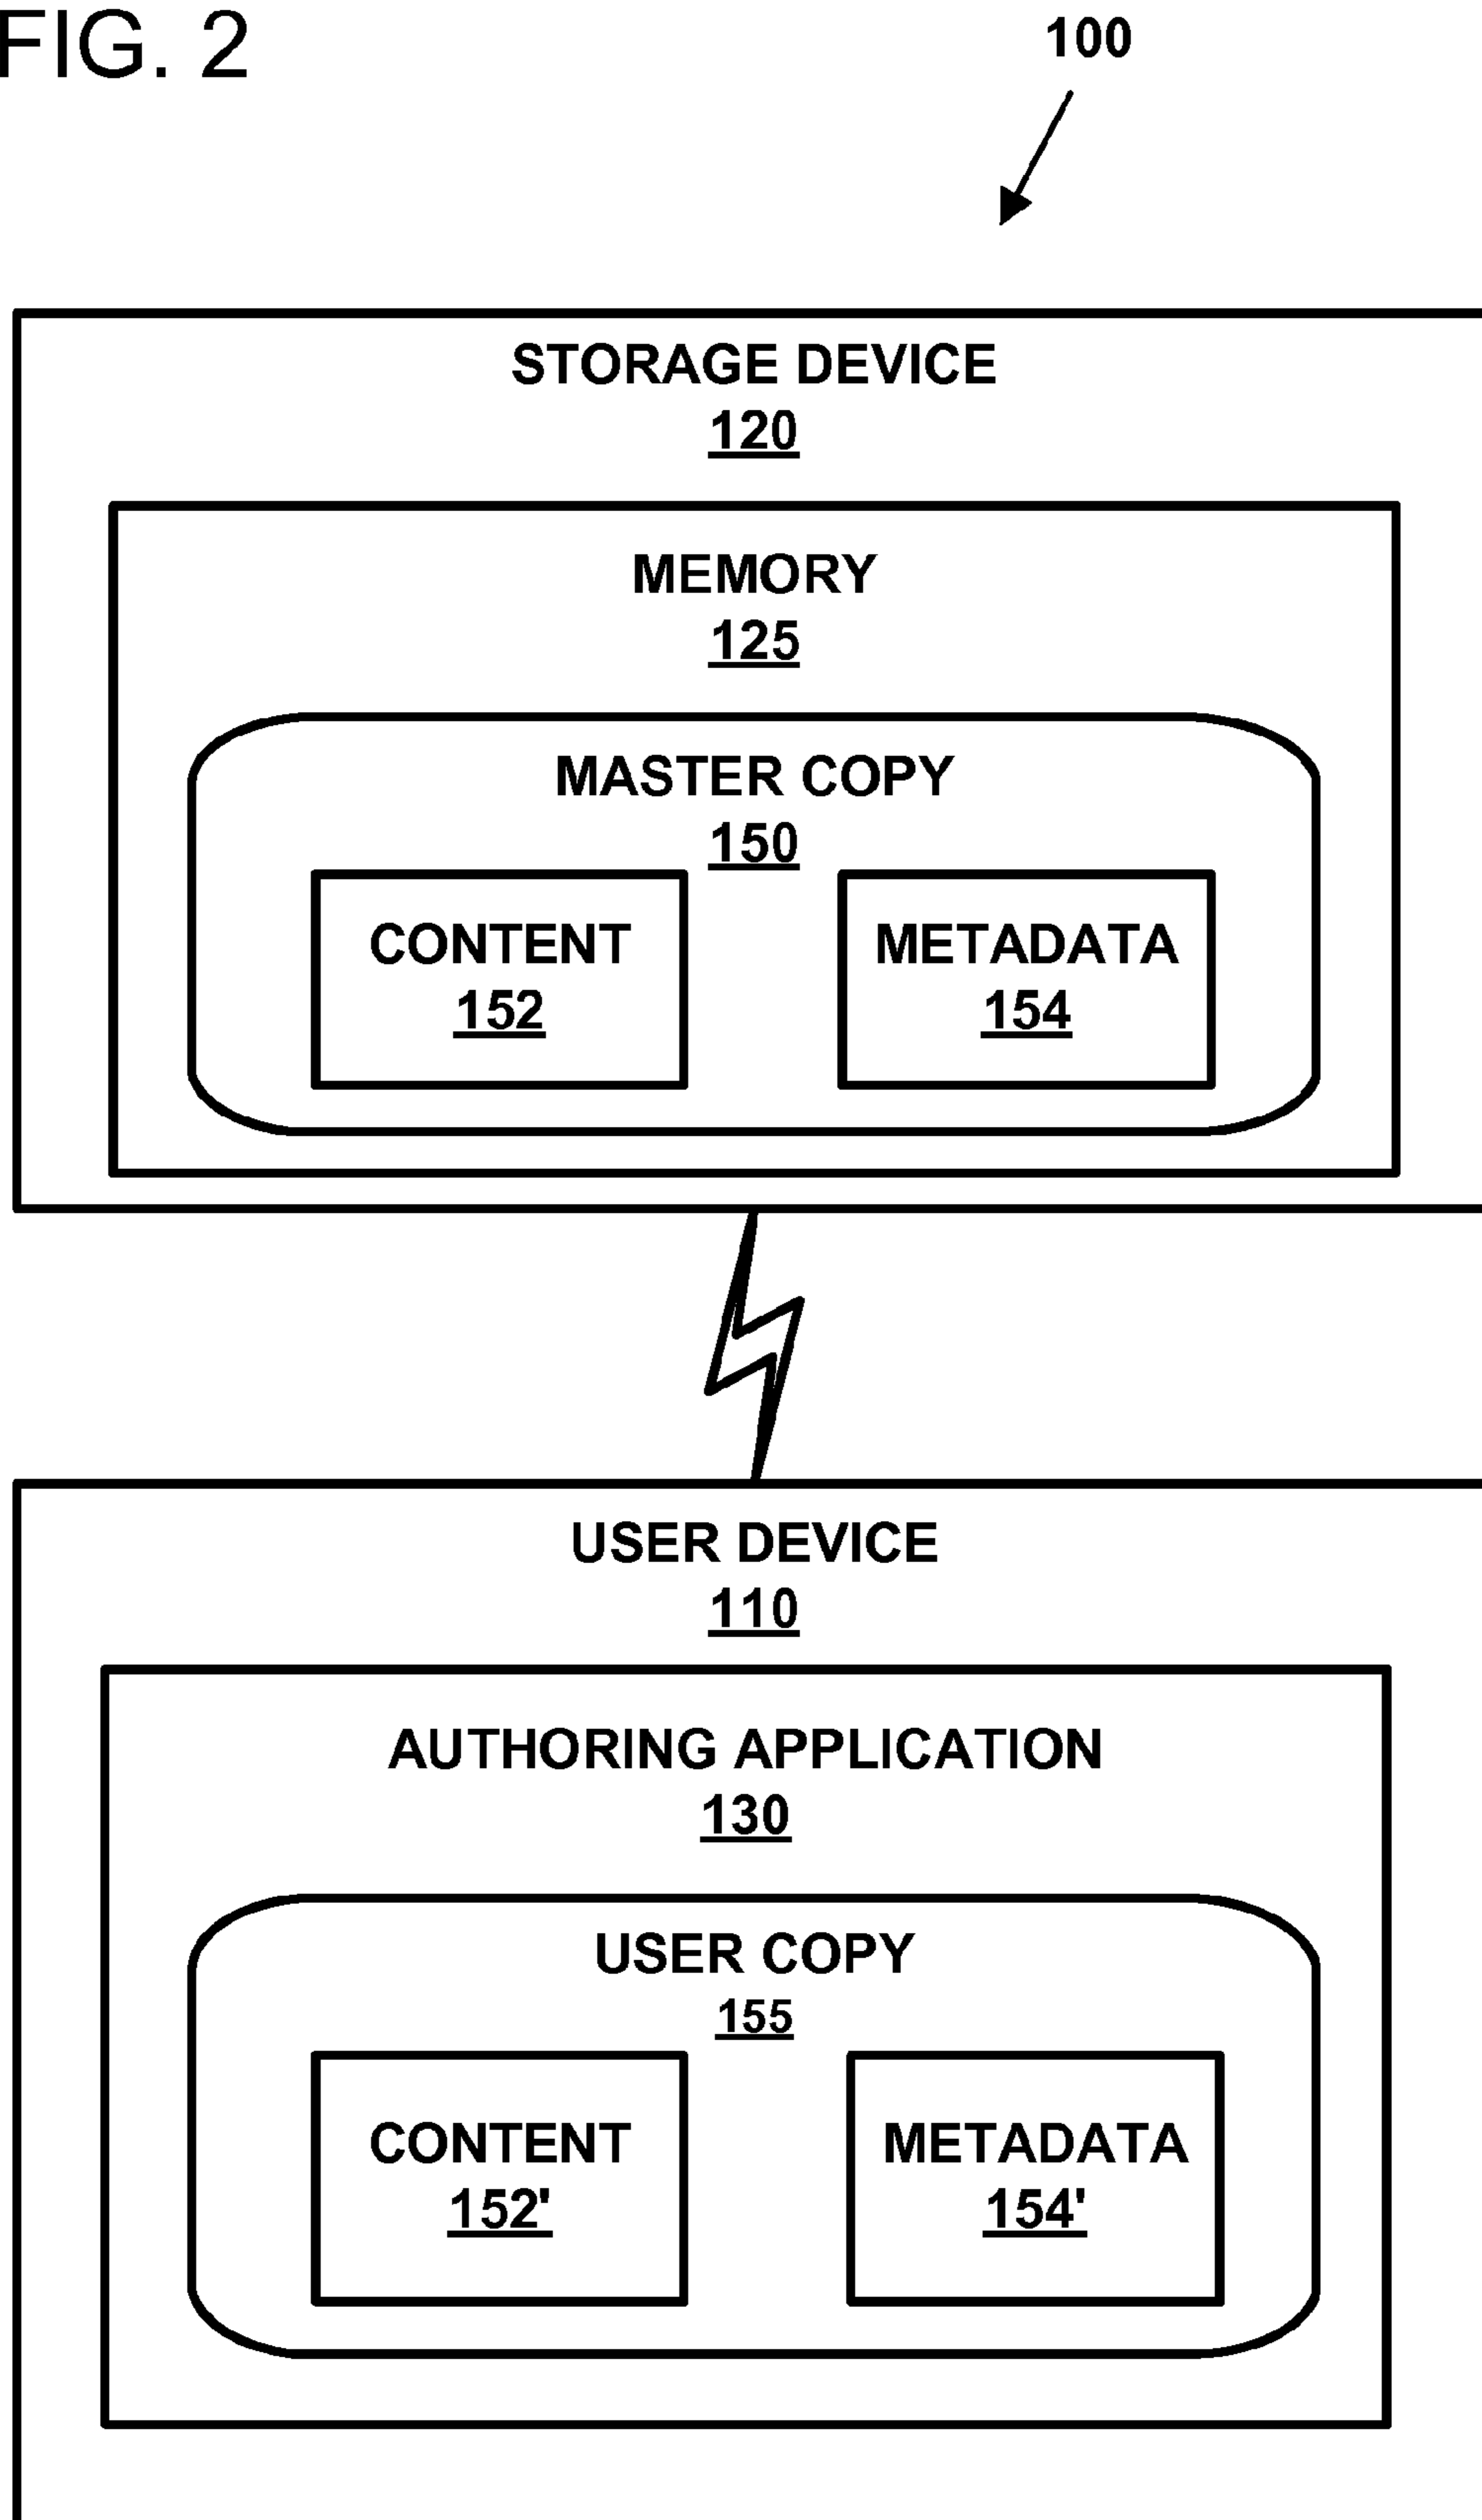 FIG. 2
100
STORAGE DEVICE
120
MEMORY
125
MASTER COPY
150
CONTENT
152
METADATA
154
USER DEVICE
110
AUTHORING APPLICATION
130
USER COPY
155
CONTENT
152'
METADATA
154'